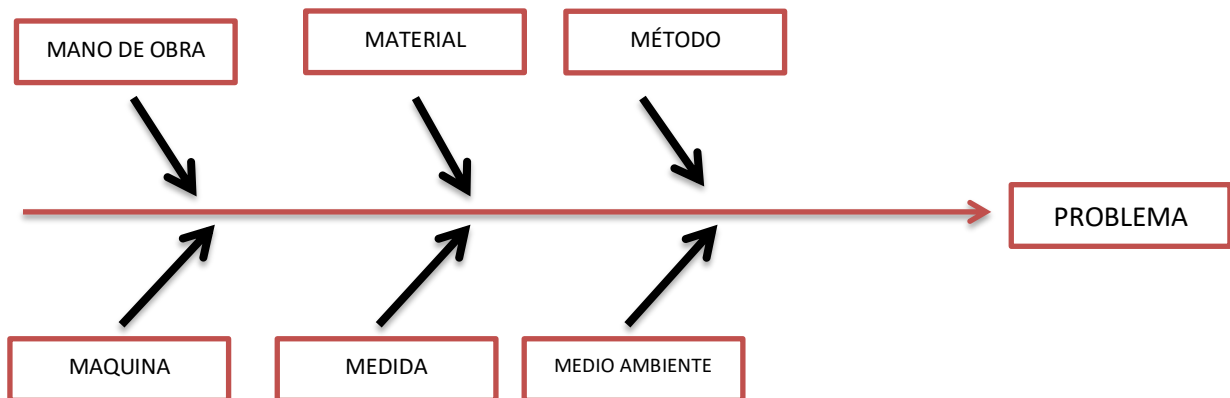 MANO DE OBRA
MATERIAL
MÉTODO
PROBLEMA
MAQUINA
MEDIDA
MEDIO AMBIENTE